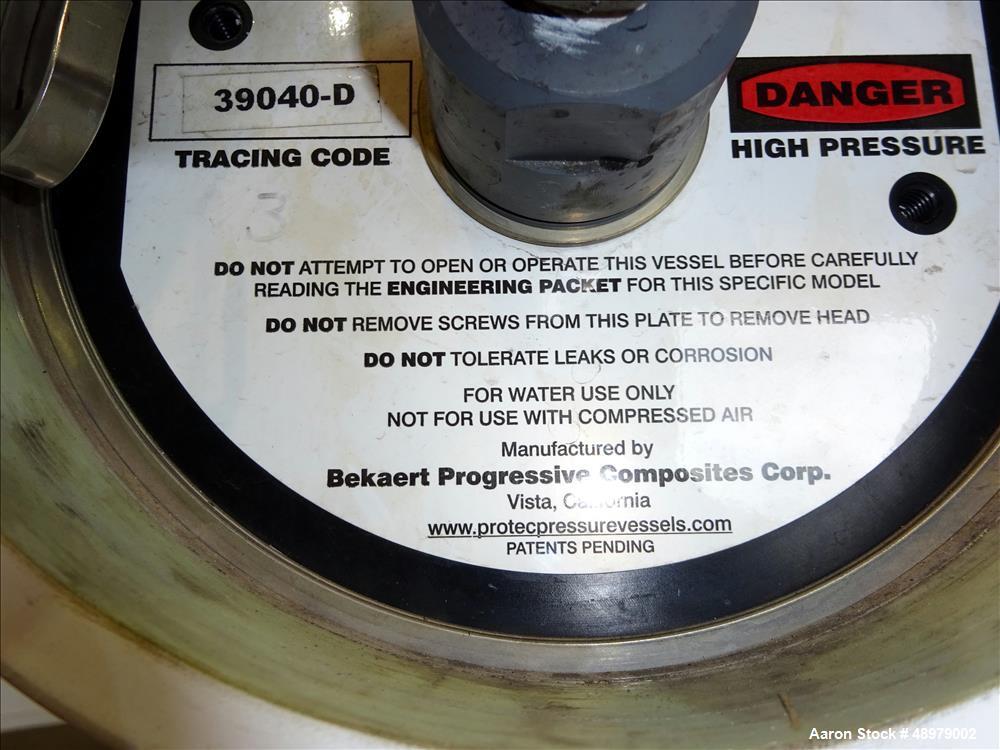 39040-D
TRACING CODE
DANGER
HIGH PRESSURE
3
DO NOT ATTEMPT TO OPEN OR OPERATE THIS VESSEL BEFORE CAREFULLY
READING THE ENGINEERING PACKET FOR THIS SPECIFIC MODEL
DO NOT REMOVE SCREWS FROM THIS PLATE TO REMOVE HEAD
DO NOT TOLERATE LEAKS OR CORROSION
FOR WATER USE ONLY
NOT FOR USE WITH COMPRESSED AIR
Manufactured by
Bekaert Progressive Composites Corp.
Vista, California
www.protecpressurevessels.com
PATENTS PENDING
Aaron Stock # 48979002